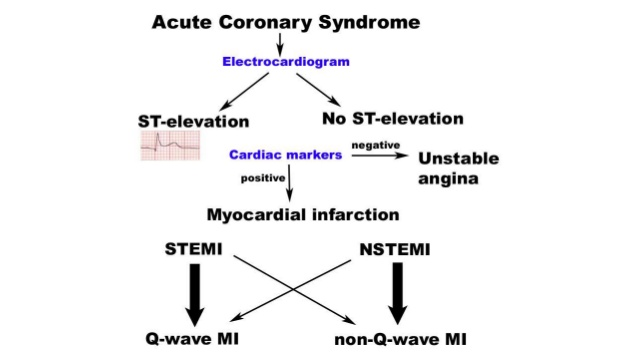 Acute Coronary Syndrome
Electrocardiogram
ST-elevation
No ST-elevation
Cardiac markers
negative
Unstable
angina
positive
Myocardial infarction
STEMI
NSTEMI
Q-wave MI
non-Q-wave MI